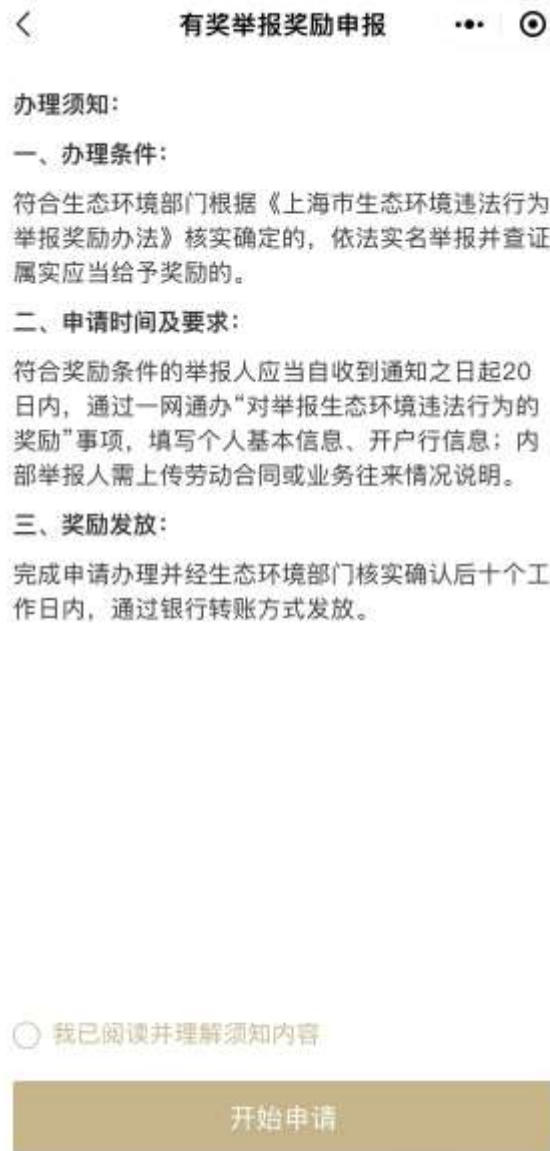 有奖举报奖励申报
办理须知：
一、办理条件：
符合生态环境部门根据《上海市生态环境违法行为
举报奖励办法》核实确定的，依法实名举报并查证
属实应当给予奖励的。
二、申请时间及要求：
符合奖励条件的举报人应当自收到通知之日起20
日内，通过一网通办“对举报生态环境违法行为的
奖励”事项，填写个人基本信息、开户行信息；内
部举报人需上传劳动合同或业务往来情况说明。
三、奖励发放：
完成申请办理并经生态环境部门核实确认后十个工
作日内，通过银行转账方式发放。
我已阅读并理解须知内容
开始申请